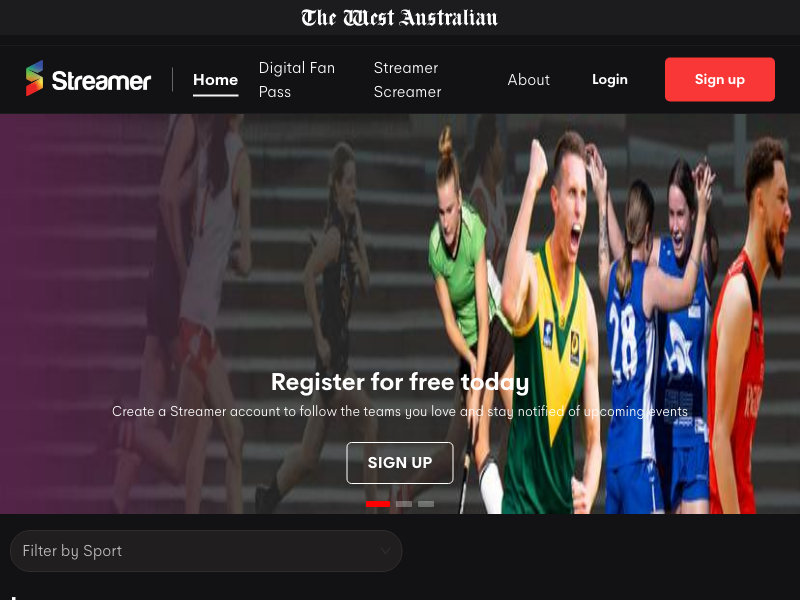 The West Australian
Streamer
Home
Digital Fan Pass
Streamer Screamer
About
Login
Sign up
28
Register for free today
Create a Streamer account to follow the teams you love and stay notified of upcoming events
SIGN UP
Filter by Sport